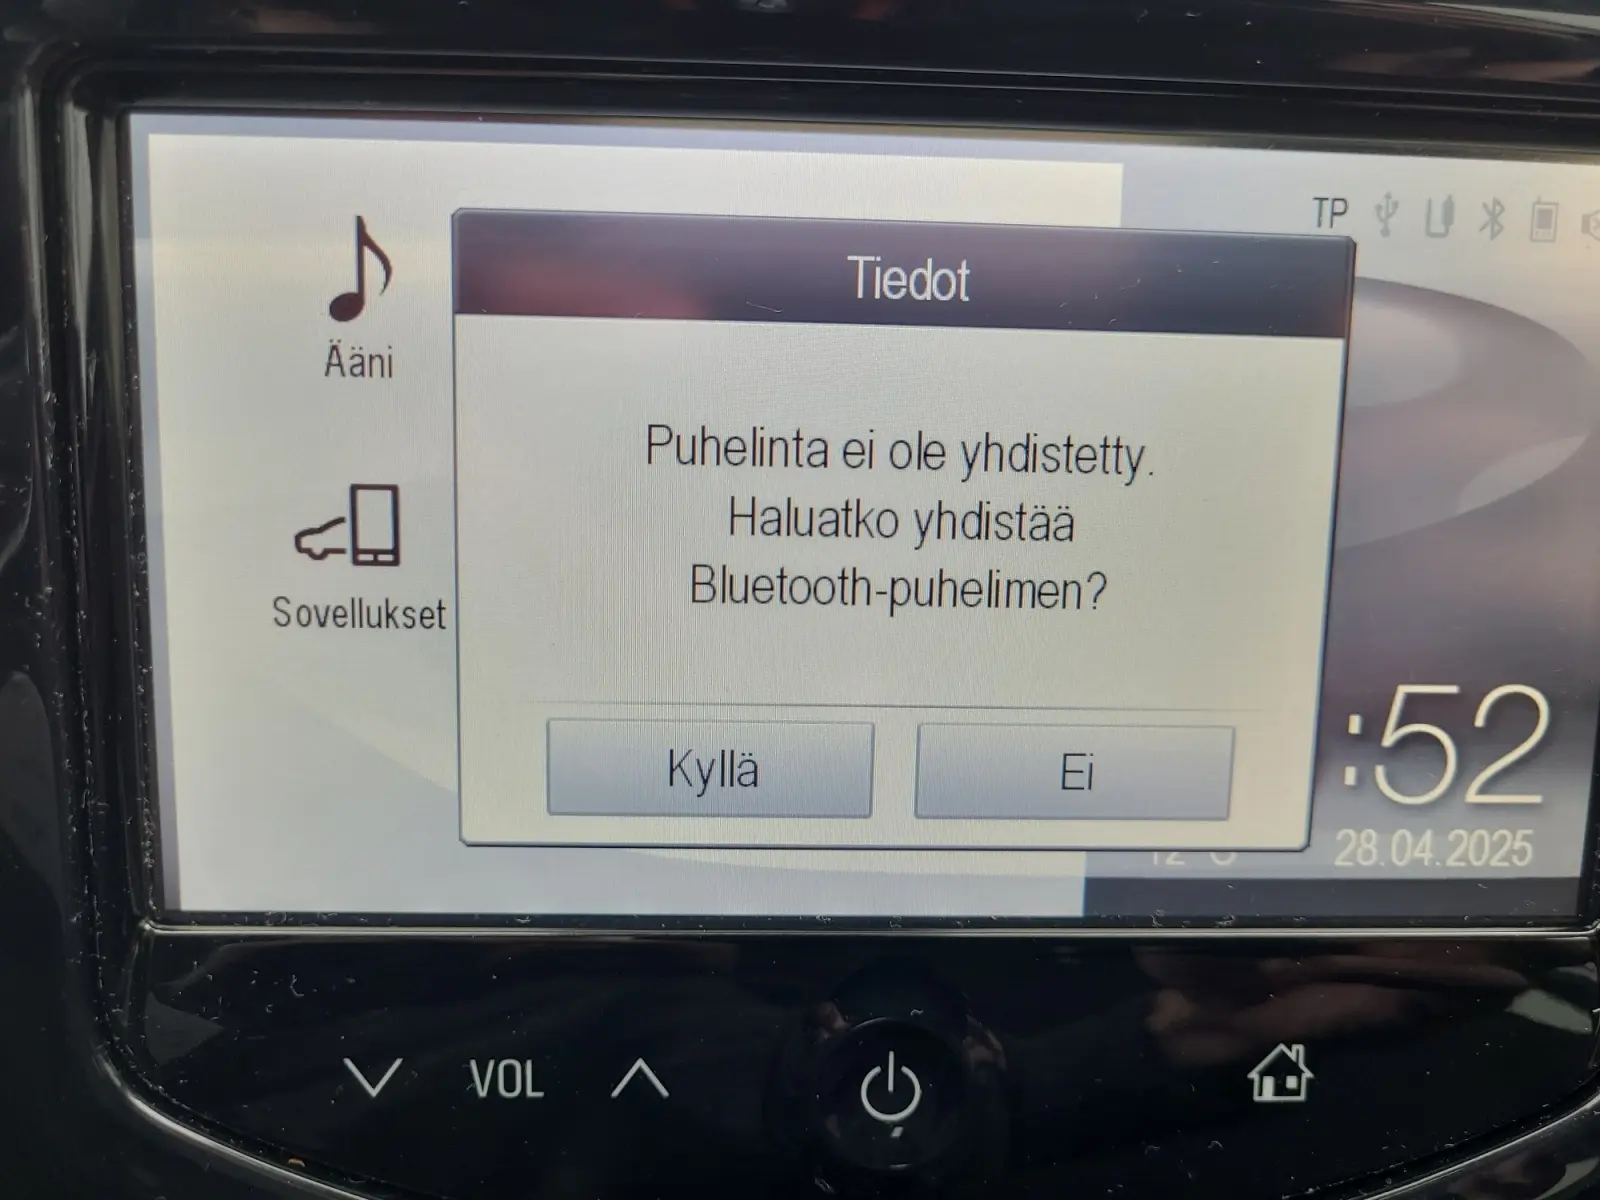 TP
Tiedot
Ääni
Puhelinta ei ole yhdistetty.
Haluatko yhdistää
Bluetooth-puhelimen?
Sovellukset
Kyllä
Ei
:52
28.04.2025
VOL